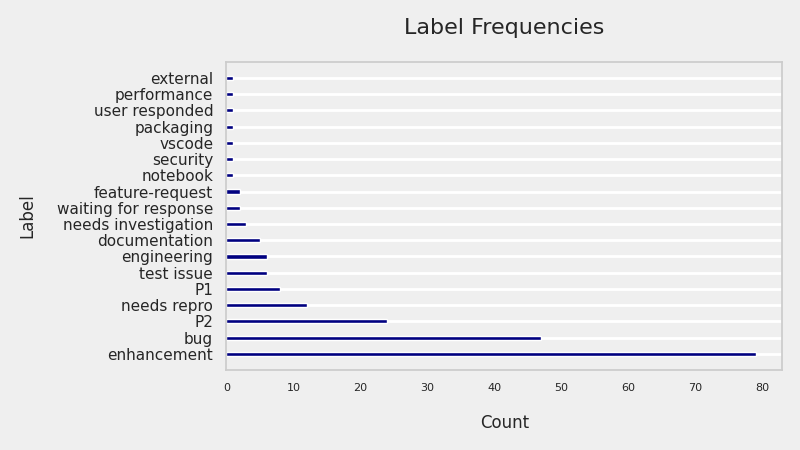 Label Frequencies
Label
external
performance
user responded
packaging
vscode
security
notebook
feature-request
waiting for response
needs investigation
documentation
engineering
test issue
P1
needs repro
P2
bug
enhancement
0 10 20 30 40 50 60 70 80
Count